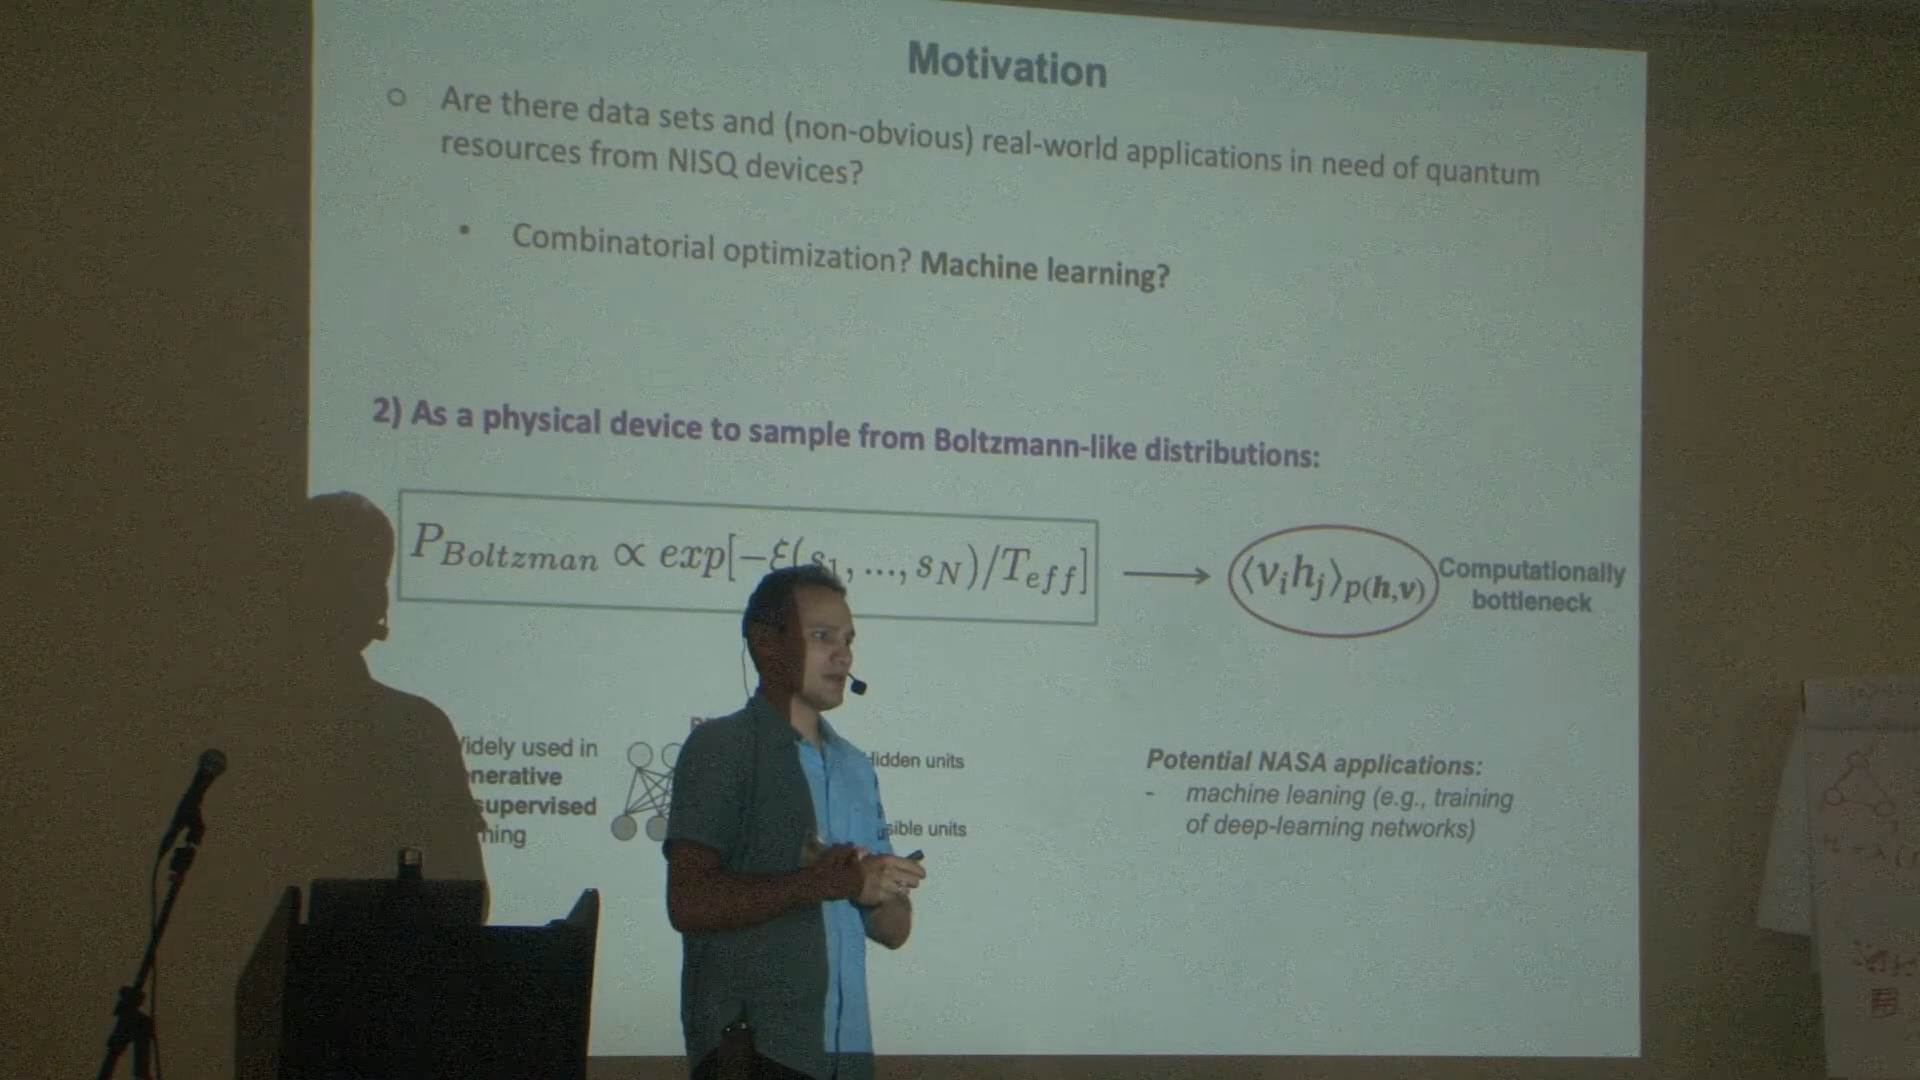 Motivation
Are there data sets and (non-obvious) real-world applications in need of quantum
resources from NISQ devices?
Combinatorial optimization? Machine learning?
2) As a physical device to sample from Boltzmann-like distributions:
P_Boltzman ∝ exp[−ξ(s_1, ..., s_N)/T_eff] → ⟨v_i h_j⟩_p(h,v)
Computationally
bottleneck
idely used in
nerative
supervised
ning
idden units
sible units
Potential NASA applications:
- machine leaning (e.g., training
of deep-learning networks)